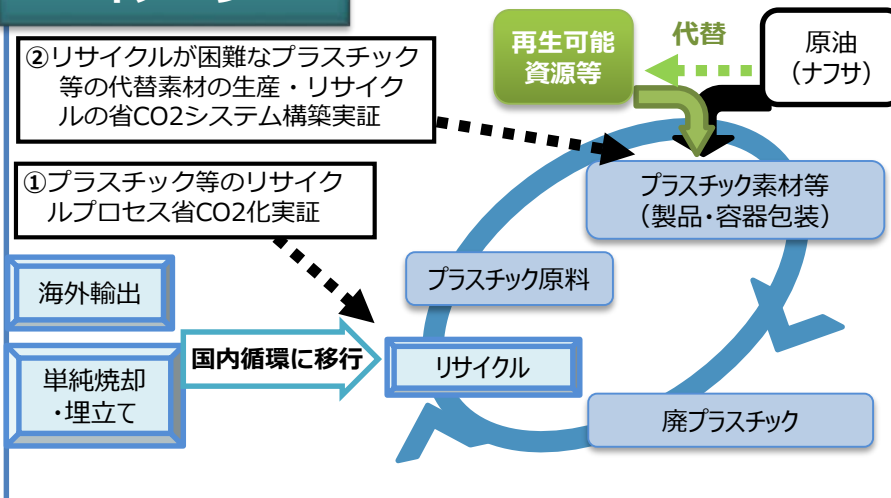 ②リサイクルが困難なプラスチック
等の代替素材の生産・リサイク
ルの省CO2システム構築実証
再生可能
資源等
代替
原油
（ナフサ）
①プラスチック等のリサイク
ルプロセス省CO2化実証
プラスチック素材等
（製品・容器包装）
海外輸出
プラスチック原料
国内循環に移行
リサイクル
単純焼却
・埋立て
廃プラスチック